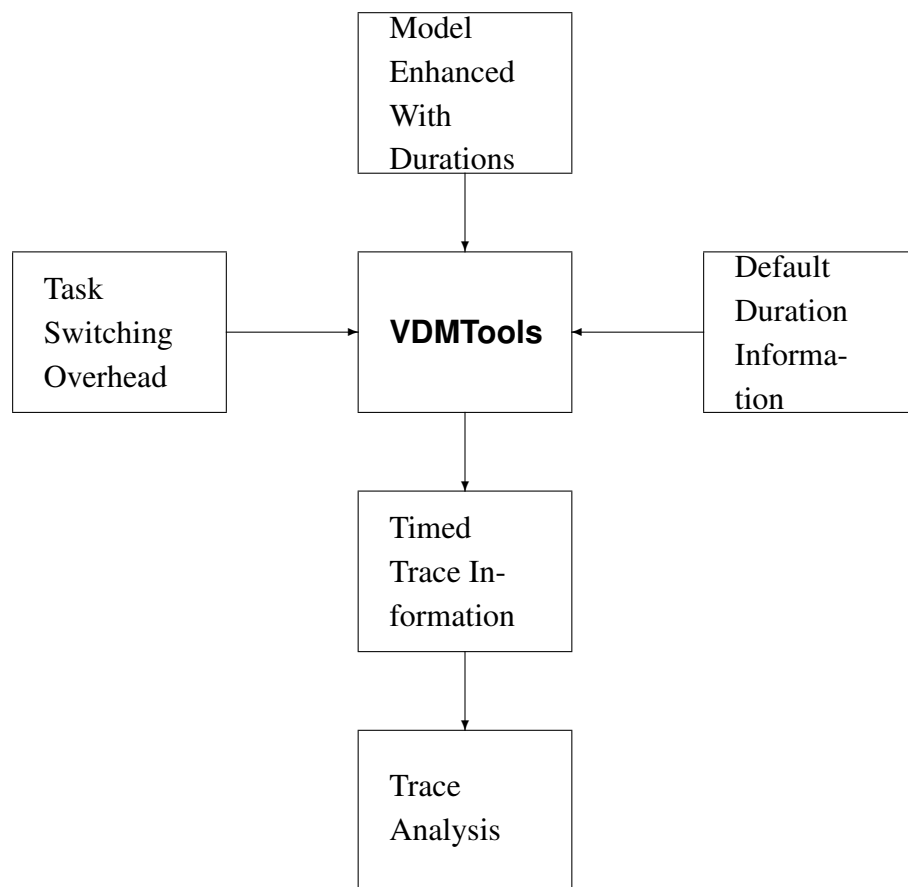 Model
Enhanced
With
Durations
Task
Switching
Overhead
VDMTools
Default
Duration
Informa-
tion
Timed
Trace In-
formation
Trace
Analysis